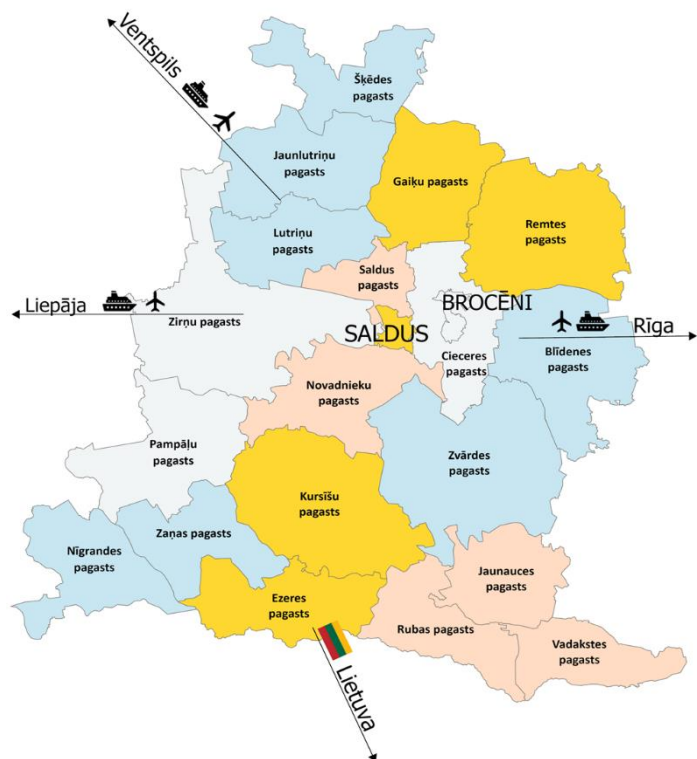 Ventspils
Šķēdes
pagasts
Jaunlutriņu
pagasts
Gaiķu pagasts
Remtes
pagasts
Lutriņu
pagasts
Saldus
pagasts
Liepāja
Zirņu pagasts
SALDUS
BROCĒNI
Cieceres
pagasts
Rīga
Blīdenes
pagasts
Novadnieku
pagasts
Pampāļu
pagasts
Zvārdes
pagasts
Kursīšu
pagasts
Zaņas pagasts
Nīgrandes
pagasts
Ezeres
pagasts
Jaunauces
pagasts
Rubas pagasts
Vadakstes
pagasts
Lietuva